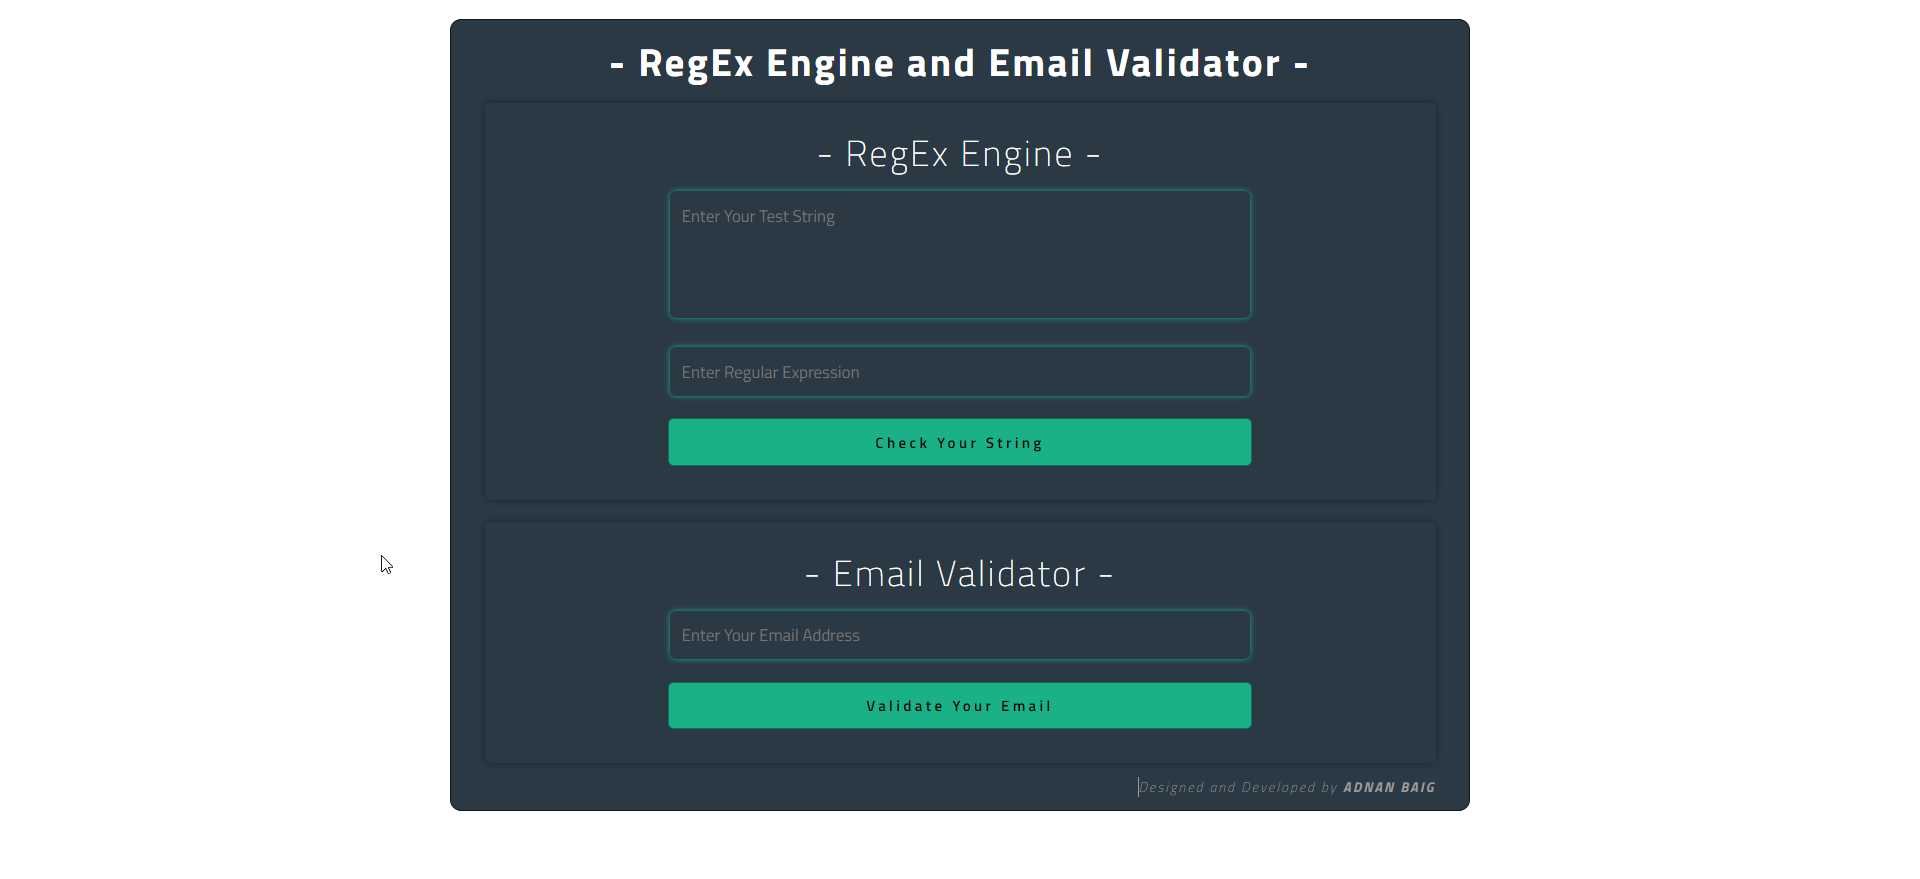 - RegEx Engine and Email Validator -
- RegEx Engine -
Enter Your Test String
Enter Regular Expression
Check Your String
- Email Validator -
Enter Your Email Address
Validate Your Email
Designed and Developed by ADNAN BAIG